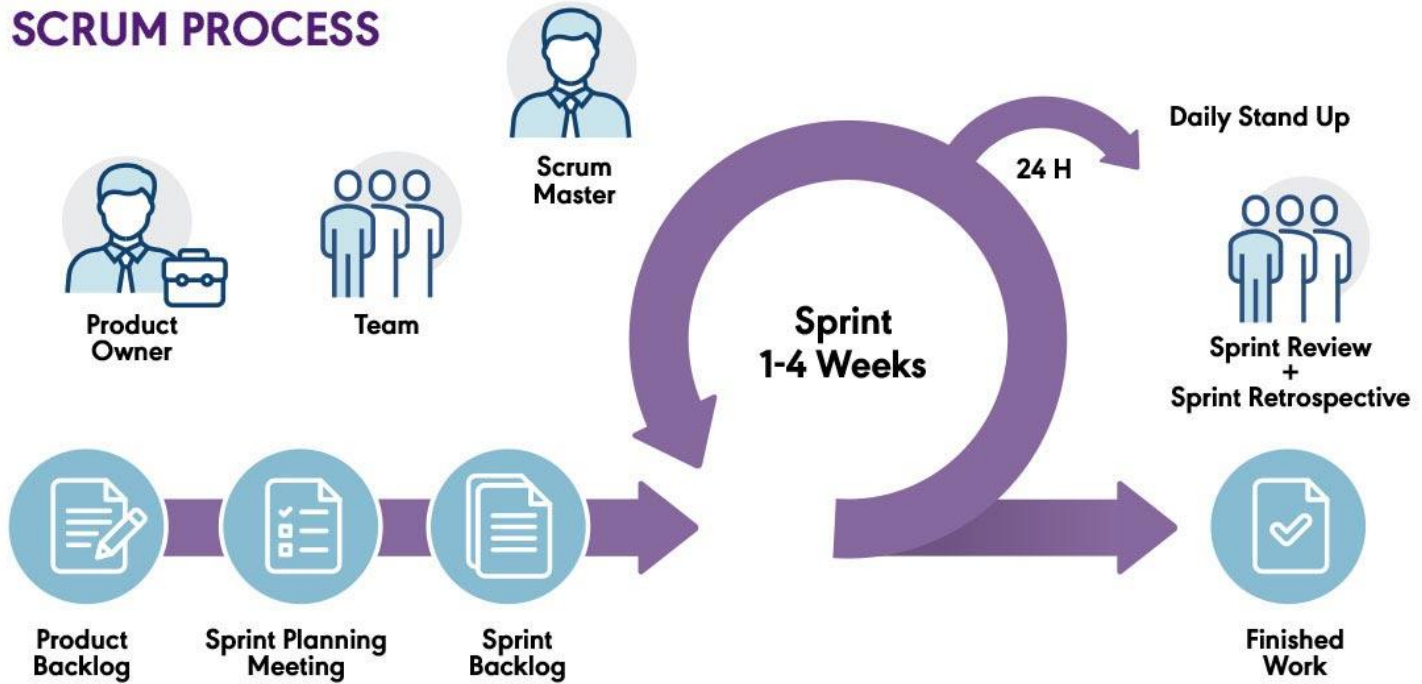 SCRUM PROCESS
Scrum
Master
Product
Owner
Team
Sprint
1-4 Weeks
24 H
Daily Stand Up
Sprint Review
+
Sprint Retrospective
Product
Backlog
Sprint Planning
Meeting
Sprint
Backlog
Finished
Work